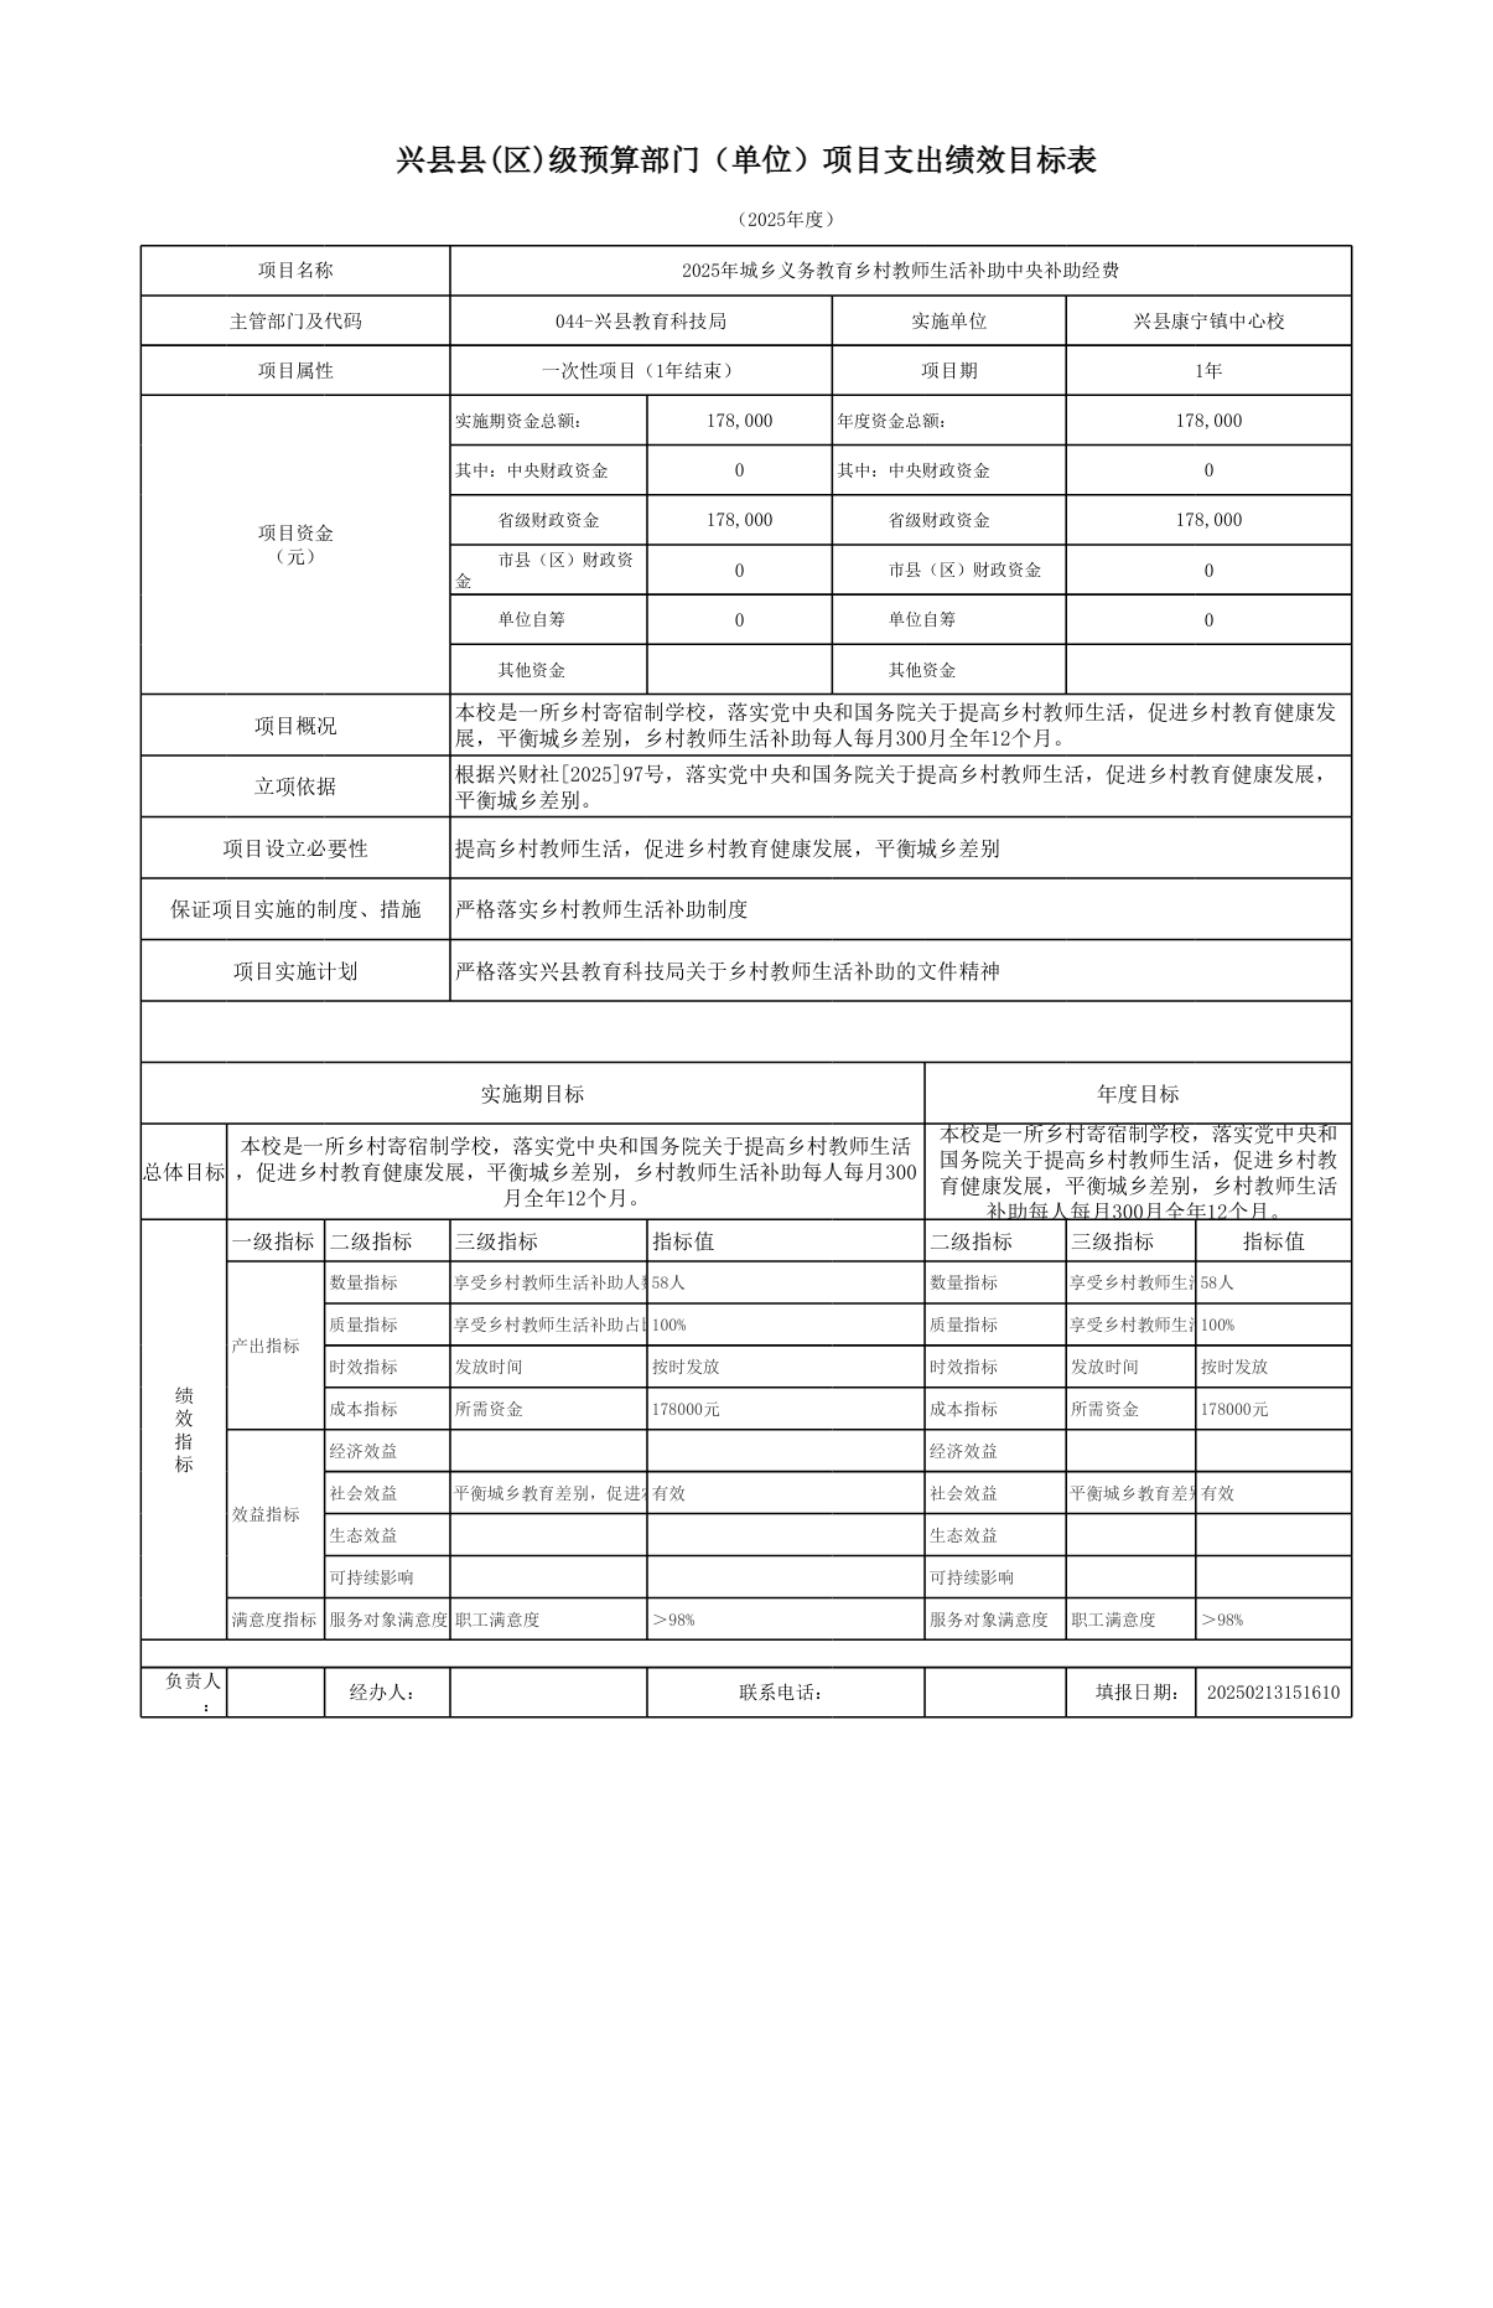 兴县县(区)级预算部门（单位）项目支出绩效目标表
（2025年度）
项目名称 2025年城乡义务教育乡村教师生活补助中央补助经费
主管部门及代码 044-兴县教育科技局 实施单位 兴县康宁镇中心校
项目属性 一次性项目（1年结束） 项目期 1年
项目资金
（元）
实施期资金总额： 178,000 年度资金总额： 178,000
其中：中央财政资金 0 其中：中央财政资金 0
省级财政资金 178,000 省级财政资金 178,000
市县（区）财政资
金 0 市县（区）财政资金 0
单位自筹 0 单位自筹 0
其他资金 其他资金
项目概况 本校是一所乡村寄宿制学校，落实党中央和国务院关于提高乡村教师生活，促进乡村教育健康发
展，平衡城乡差别，乡村教师生活补助每人每月300月全年12个月。
立项依据 根据兴财社[2025]97号，落实党中央和国务院关于提高乡村教师生活，促进乡村教育健康发展，
平衡城乡差别。
项目设立必要性 提高乡村教师生活，促进乡村教育健康发展，平衡城乡差别
保证项目实施的制度、措施 严格落实乡村教师生活补助制度
项目实施计划 严格落实兴县教育科技局关于乡村教师生活补助的文件精神
实施期目标 年度目标
总体目标
本校是一所乡村寄宿制学校，落实党中央和国务院关于提高乡村教师生活
，促进乡村教育健康发展，平衡城乡差别，乡村教师生活补助每人每月300
月全年12个月。
本校是一所乡村寄宿制学校，落实党中央和
国务院关于提高乡村教师生活，促进乡村教
育健康发展，平衡城乡差别，乡村教师生活
补助每人每月300月全年12个月。
绩
效
指
标
一级指标 二级指标 三级指标 指标值 二级指标 三级指标 指标值
产出指标
数量指标 享受乡村教师生活补助人 58人 数量指标 享受乡村教师生 58人
质量指标 享受乡村教师生活补助占 100% 质量指标 享受乡村教师生 100%
时效指标 发放时间 按时发放 时效指标 发放时间 按时发放
成本指标 所需资金 178000元 成本指标 所需资金 178000元
效益指标
经济效益 经济效益
社会效益 平衡城乡教育差别，促进 有效 社会效益 平衡城乡教育差 有效
生态效益 生态效益
可持续影响 可持续影响
满意度指标 服务对象满意度 职工满意度 ＞98% 服务对象满意度 职工满意度 ＞98%
负责人
： 经办人： 联系电话： 填报日期： 20250213151610